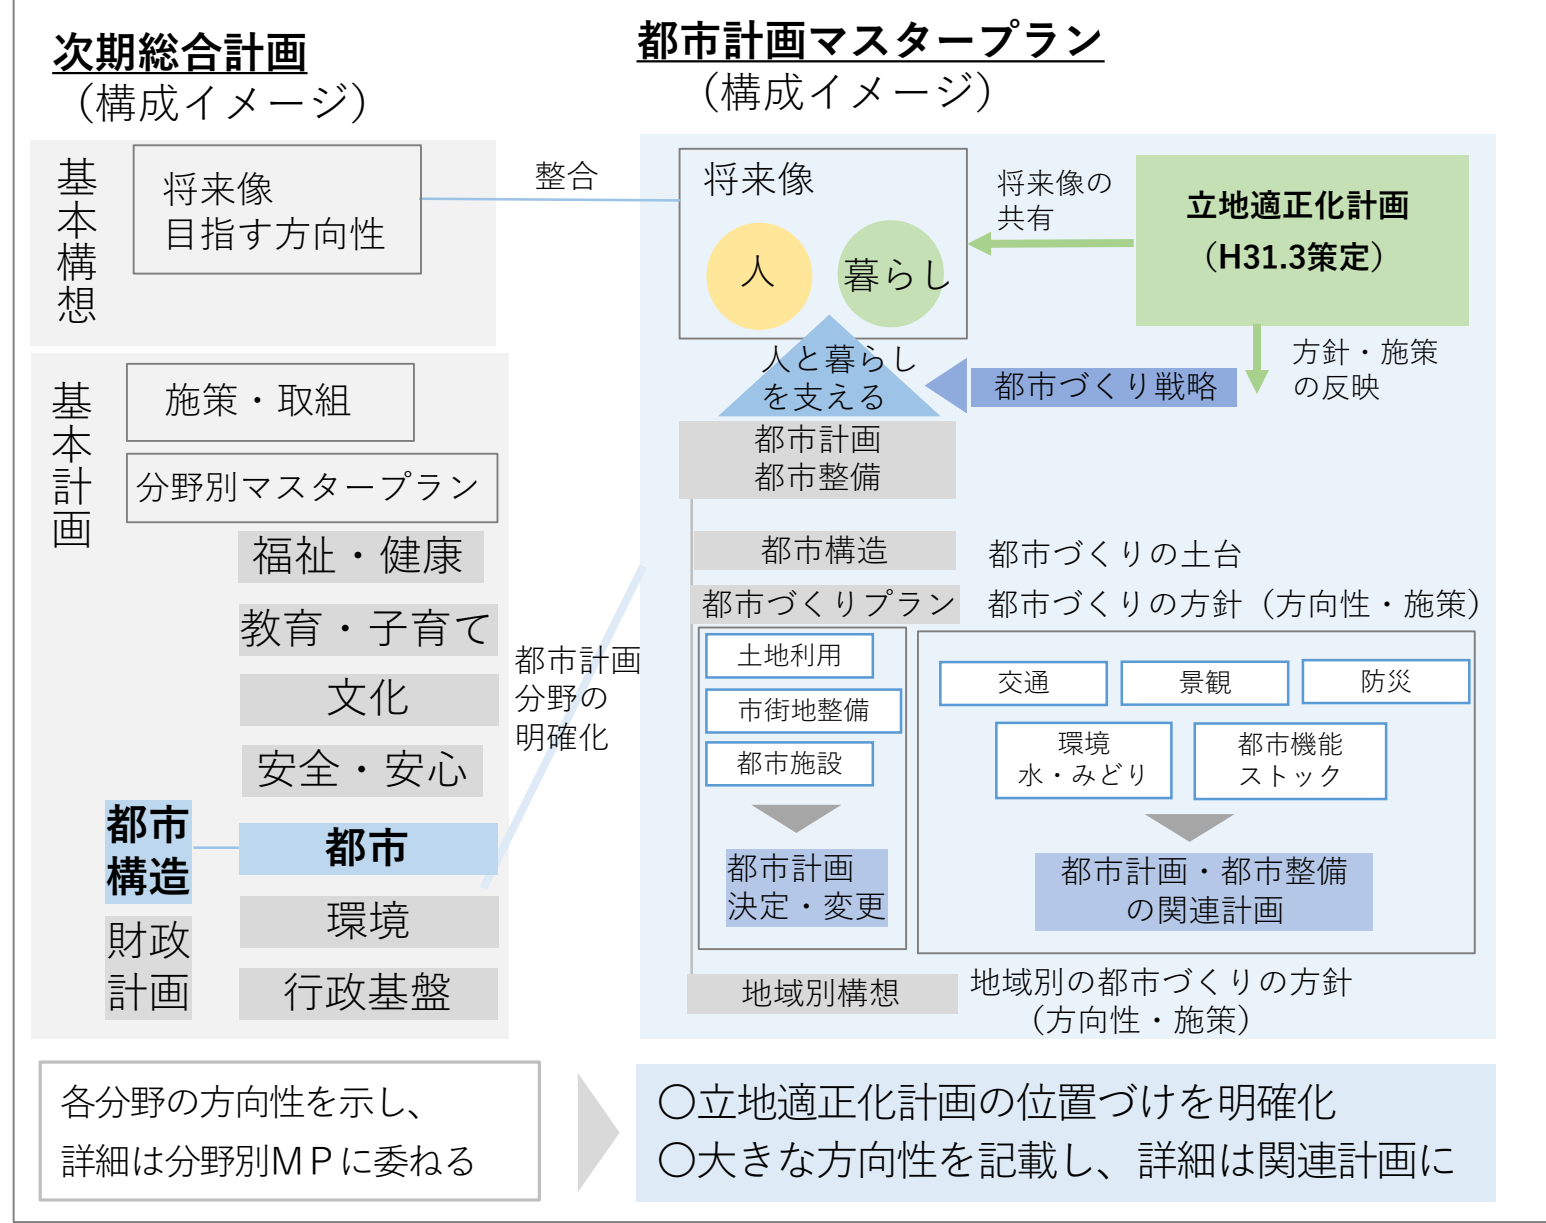 次期総合計画
（構成イメージ）
基本構想
将来像
目指す方向性
整合
基本計画
施策・取組
分野別マスタープラン
福祉・健康
教育・子育て
文化
安全・安心
都市
構造
都市
環境
財政
計画
行政基盤
都市計画
分野の
明確化
都市計画マスタープラン
（構成イメージ）
将来像
人
暮らし
将来像の
共有
立地適正化計画
（H31.3策定）
方針・施策
の反映
人と暮らし
を支える
都市づくり戦略
都市計画
都市整備
都市構造
都市づくりの土台
都市づくりプラン
都市づくりの方針（方向性・施策）
土地利用
市街地整備
都市施設
都市計画
決定・変更
交通
景観
防災
環境
水・みどり
都市機能
ストック
都市計画・都市整備
の関連計画
地域別構想
地域別の都市づくりの方針
（方向性・施策）
各分野の方向性を示し、
詳細は分野別ＭＰに委ねる
〇立地適正化計画の位置づけを明確化
〇大きな方向性を記載し、詳細は関連計画に